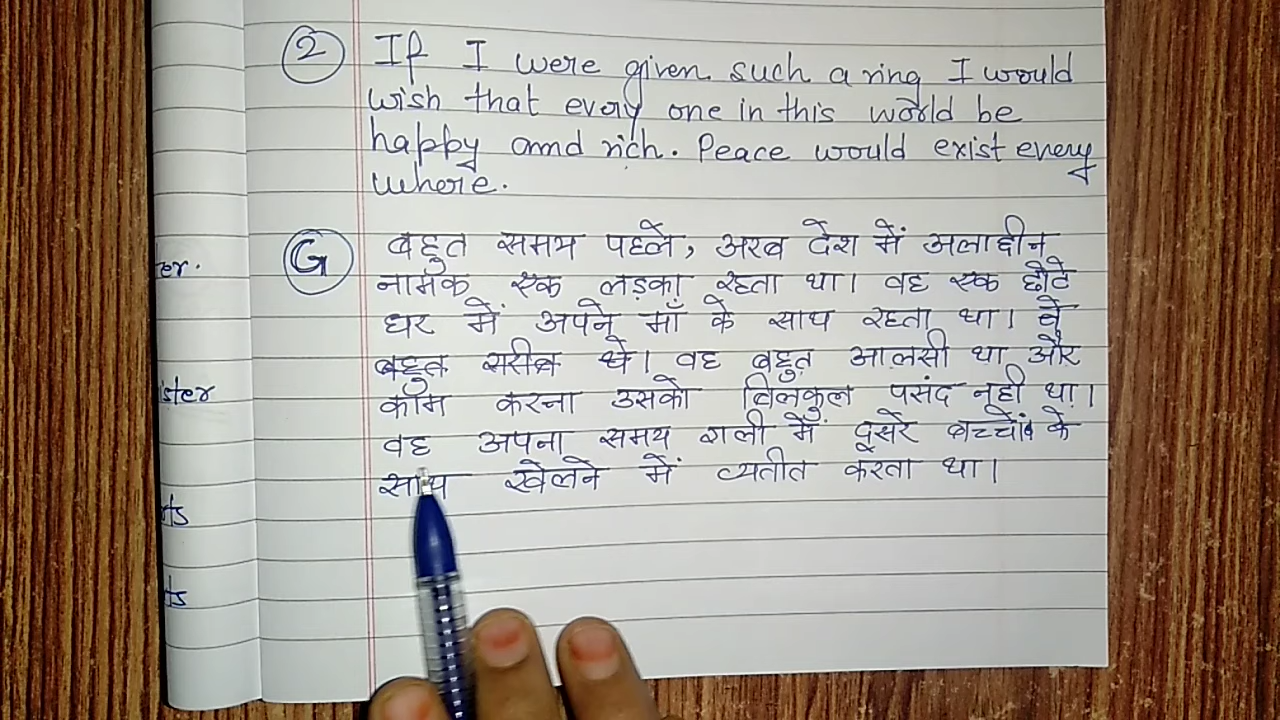 ② If I were given such a ring I would
wish that every one in this world be
happy and rich. Peace would exist every
where.
Ⓖ बहुत समय पहले, अरब देश में अलाद्दीन
नामक एक लड़का रहता था। वह एक छोटे
घर में अपने माँ के साथ रहता था। वे
बहुत गरीब थे। वह बहुत आलसी था और
काम करना उसको बिलकुल पसंद नही था।
वह अपना समय गली में दूसरे बच्चों के
साथ खेलने में व्यतीत करता था।
er.
ister
ts
ts